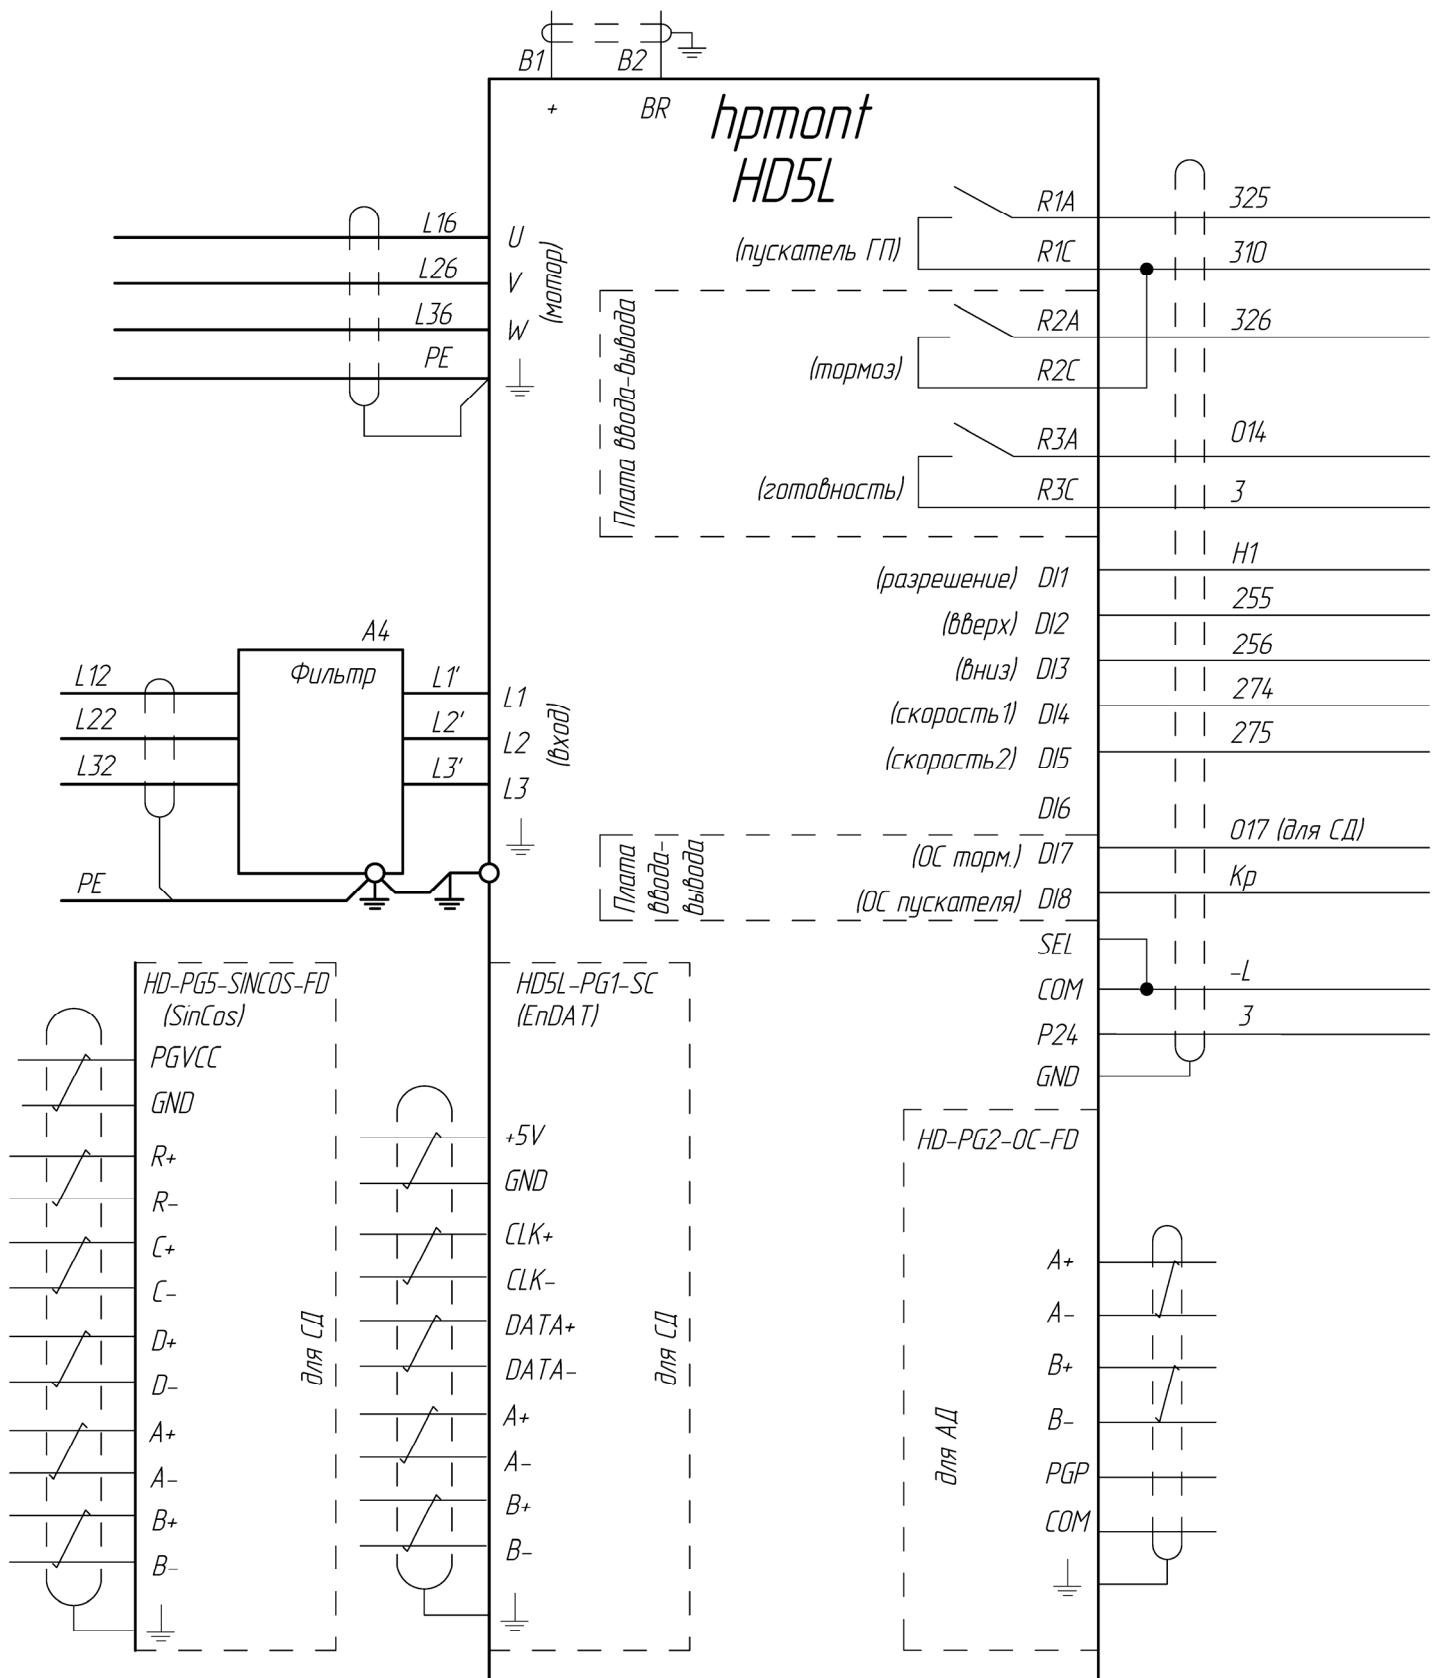 B1
B2
+
BR
hpmont
HD5L
L16
L26
L36
PE
U
V
W
(мотор)
R1A
325
(пускатель ГП)
R1C
310
Плата ввода-вывода
R2A
326
(тормоз)
R2C
R3A
014
(готовность)
R3C
3
(разрешение) DI1
H1
(вверх) DI2
255
(вниз) DI3
256
(скорость1) DI4
274
(скорость2) DI5
275
DI6
A4
Фильтр
L12
L22
L32
PE
L1'
L2'
L3'
L1
L2
L3
(вход)
Плата
ввода-
вывода
(ОС торм.) DI7
017 (для СД)
(ОС пускателя) DI8
Кр
SEL
COM
-L
P24
3
GND
HD-PG5-SINCOS-FD
(SinCos)
PGVCC
GND
R+
R-
C+
C-
D+
D-
A+
A-
B+
B-
для СД
HD5L-PG1-SC
(EnDAT)
+5V
GND
CLK+
CLK-
DATA+
DATA-
A+
A-
B+
B-
для СД
HD-PG2-OC-FD
A+
A-
B+
B-
PGP
COM
для АД